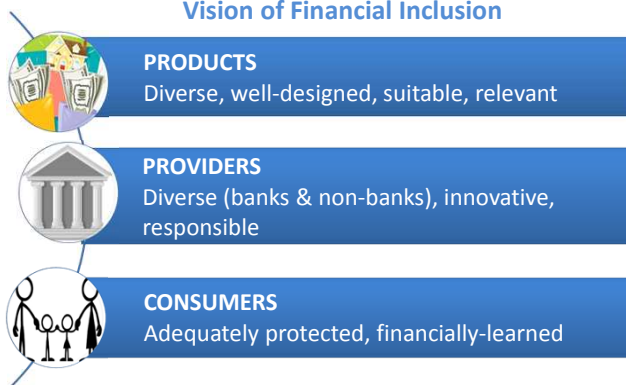 Vision of Financial Inclusion
PRODUCTS
Diverse, well-designed, suitable, relevant
PROVIDERS
Diverse (banks & non-banks), innovative,
responsible
CONSUMERS
Adequately protected, financially-learned